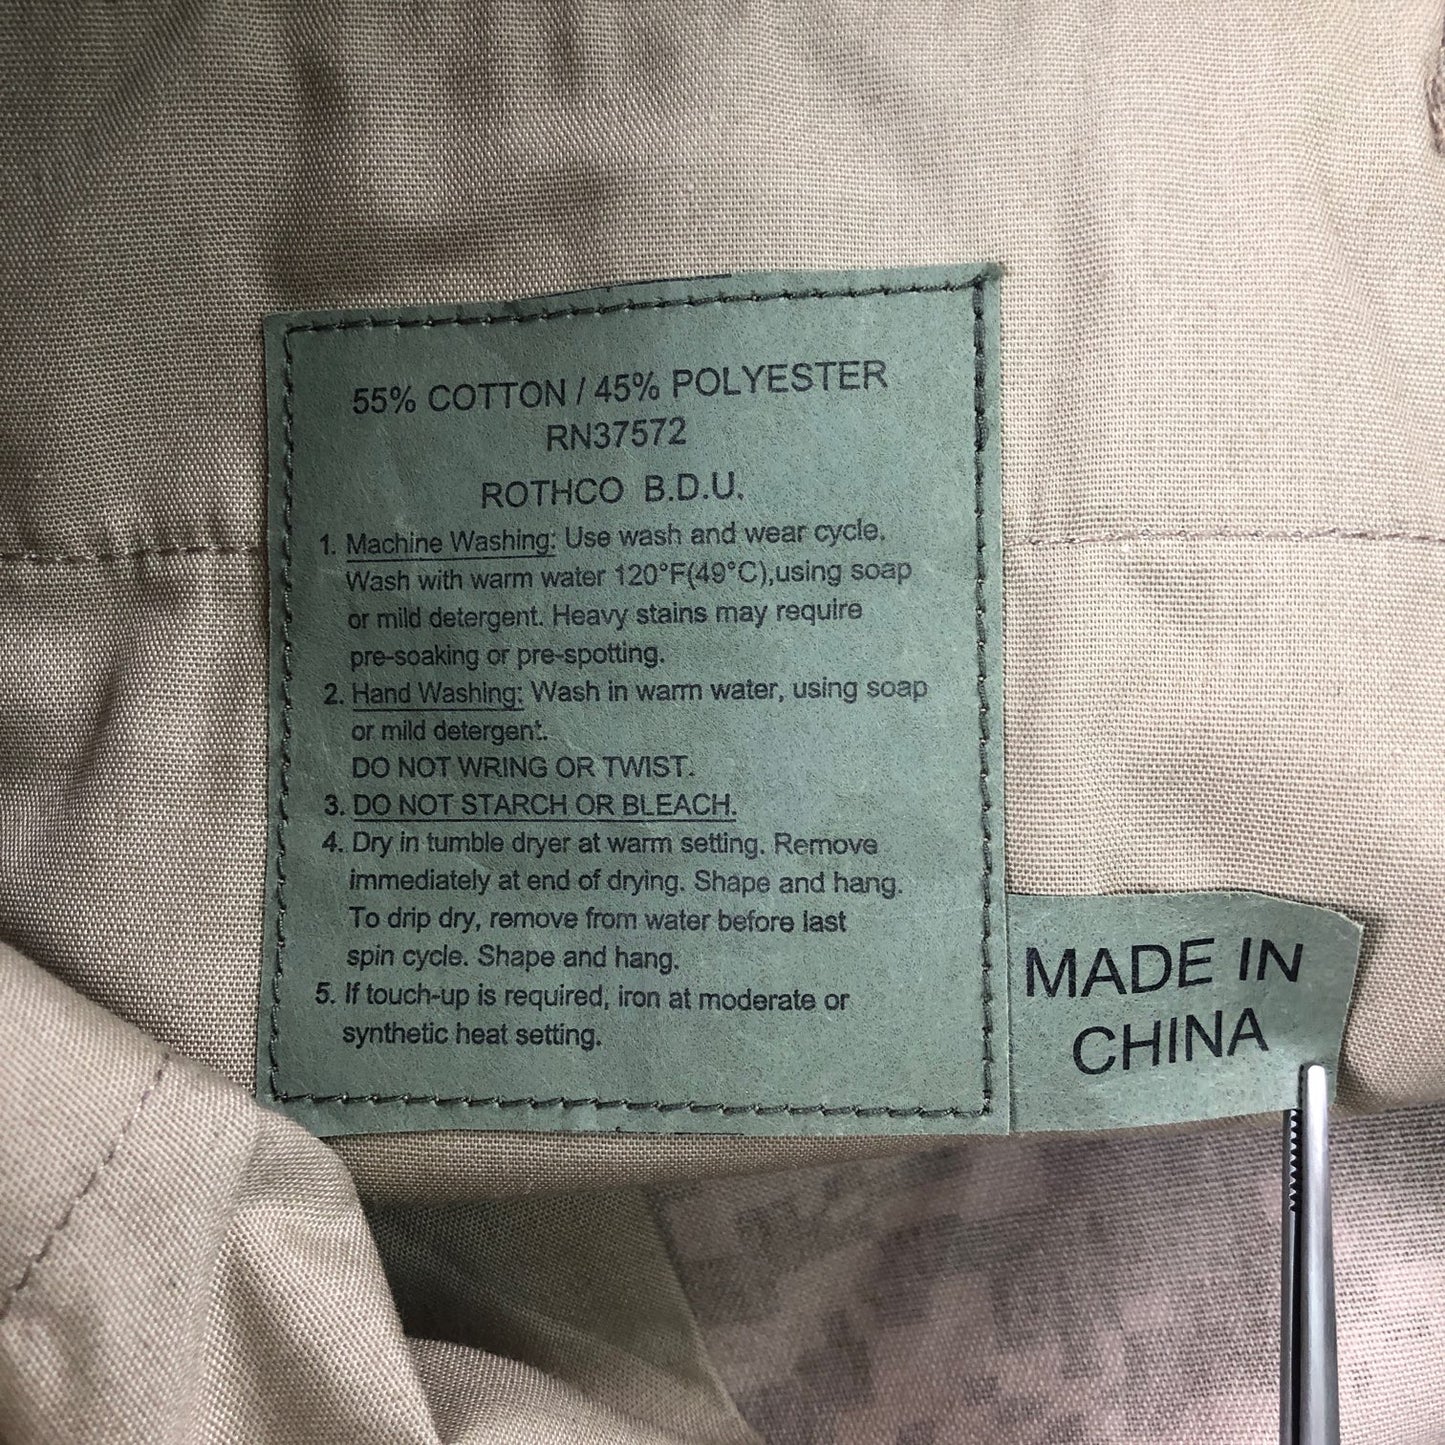 55% COTTON / 45% POLYESTER
RN37572
ROTHCO B.D.U.
1. Machine Washing: Use wash and wear cycle.
Wash with warm water 120°F(49°C),using soap
or mild detergent. Heavy stains may require
pre-soaking or pre-spotting.
2. Hand Washing: Wash in warm water, using soap
or mild detergent.
DO NOT WRING OR TWIST.
3. DO NOT STARCH OR BLEACH.
4. Dry in tumble dryer at warm setting. Remove
immediately at end of drying. Shape and hang.
To drip dry, remove from water before last
spin cycle. Shape and hang.
5. If touch-up is required, iron at moderate or
synthetic heat setting.
MADE IN
CHINA